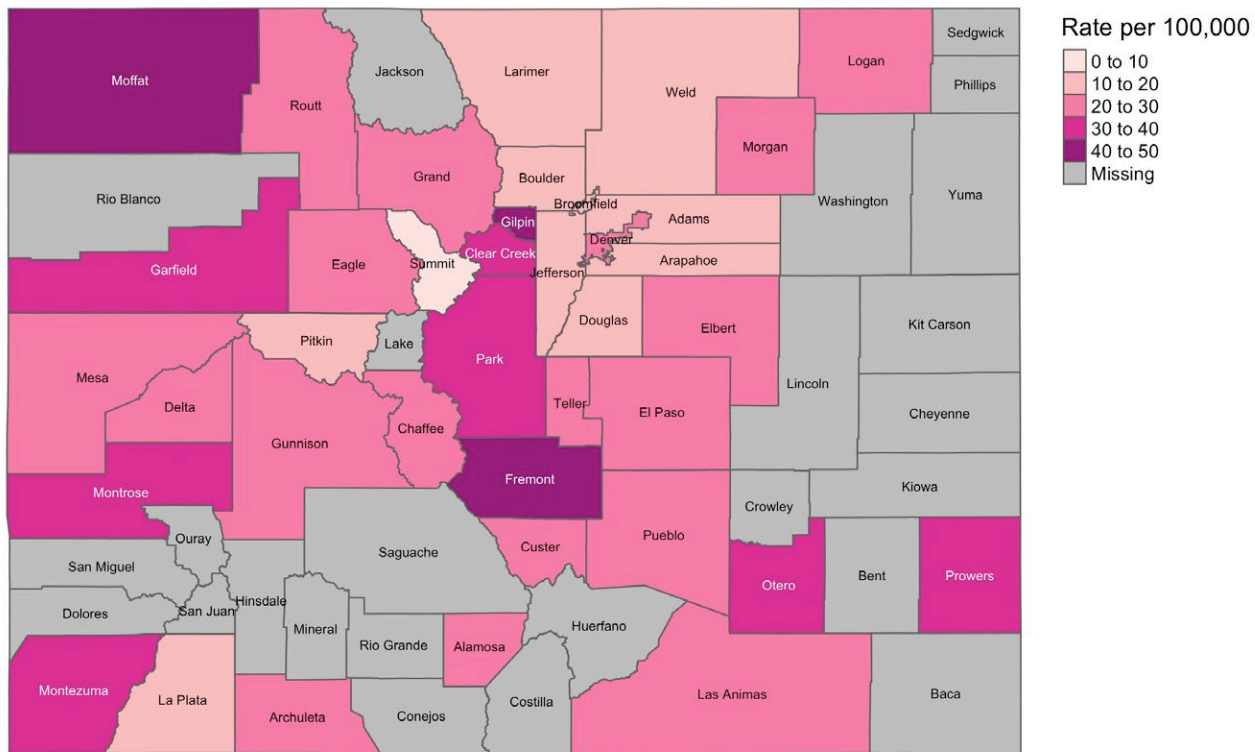 Rate per 100,000
0 to 10
10 to 20
20 to 30
30 to 40
40 to 50
Missing
Moffat
Routt
Jackson
Larimer
Weld
Logan
Sedgwick
Phillips
Morgan
Rio Blanco
Grand
Boulder
Broomfield
Washington
Yuma
Gilpin
Adams
Denver
Clear Creek
Arapahoe
Garfield
Eagle
Summit
Jefferson
Douglas
Elbert
Kit Carson
Pitkin
Lake
Park
Lincoln
Mesa
Delta
Teller
El Paso
Cheyenne
Gunnison
Chaffee
Fremont
Kiowa
Montrose
Crowley
Ouray
Saguache
Custer
Pueblo
San Miguel
Otero
Bent
Prowers
Dolores
San Juan
Hinsdale
Mineral
Rio Grande
Alamosa
Huerfano
Montezuma
La Plata
Archuleta
Conejos
Costilla
Las Animas
Baca